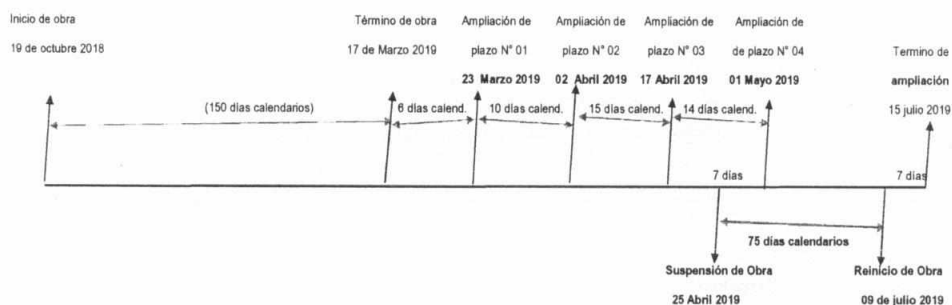 Inicio de obra
19 de octubre 2018
Término de obra
17 de Marzo 2019
Ampliación de
plazo N° 01
23 Marzo 2019
Ampliación de
plazo N° 02
02 Abril 2019
Ampliación de
plazo N° 03
17 Abril 2019
Ampliación de
de plazo N° 04
01 Mayo 2019
Termino de
ampliación
15 julio 2019
(150 días calendarios)
6 días calend.
10 días calend.
15 días calend.
14 días calend.
7 días
7 días
75 días calendarios
Suspensión de Obra
25 Abril 2019
Reinicio de Obra
09 de julio 2019